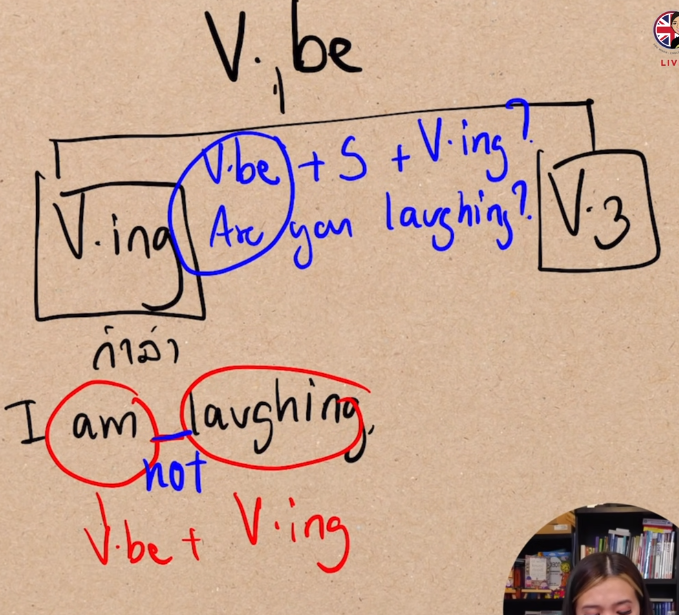 V.be
V.be + S + V.ing?
Are you laughing?
V.ing
V.3
กำลัง
I am laughing.
not
V.be + V.ing
LIV